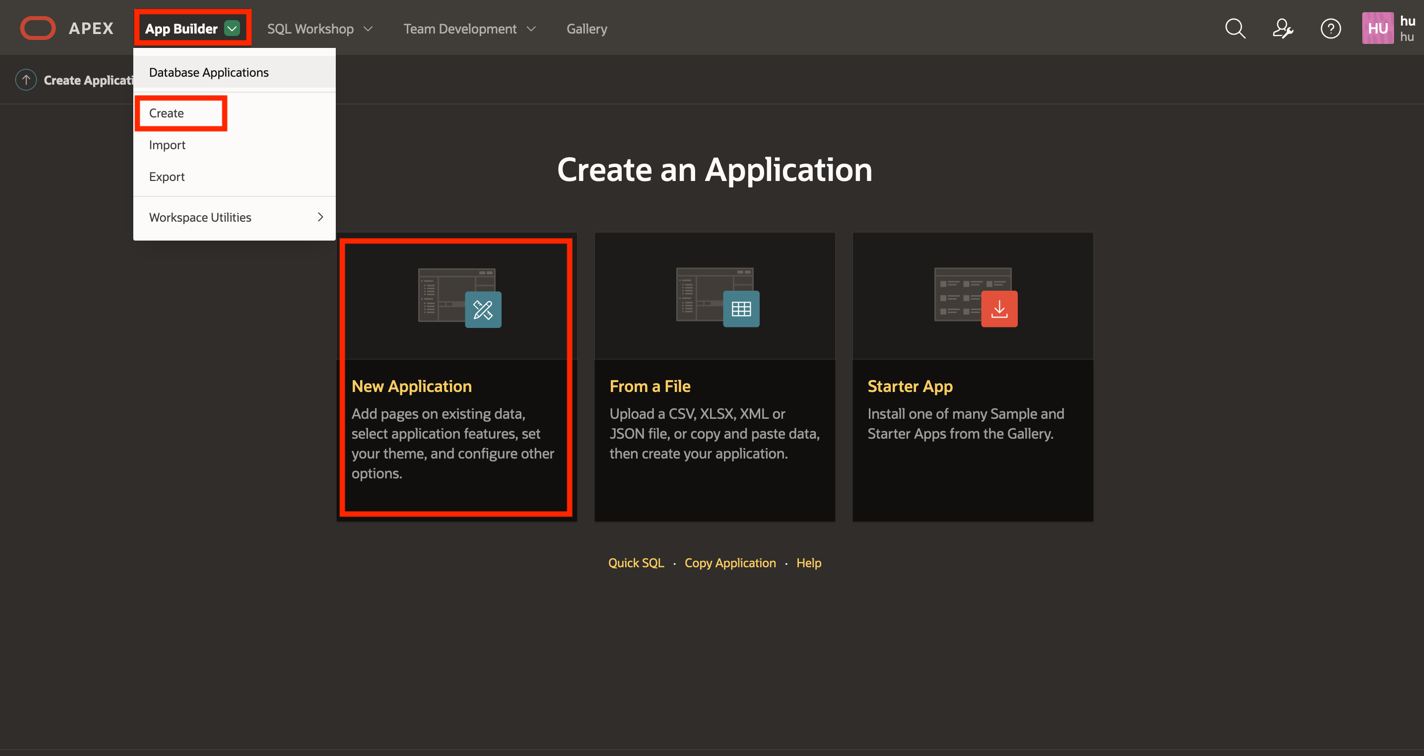 APEX
App Builder
SQL Workshop
Team Development
Gallery
HU
hu
hu
Create Applicati
Database Applications
Create
Import
Export
Workspace Utilities
Create an Application
New Application
Add pages on existing data,
select application features, set
your theme, and configure other
options.
From a File
Upload a CSV, XLSX, XML or
JSON file, or copy and paste data,
then create your application.
Starter App
Install one of many Sample and
Starter Apps from the Gallery.
Quick SQL · Copy Application · Help